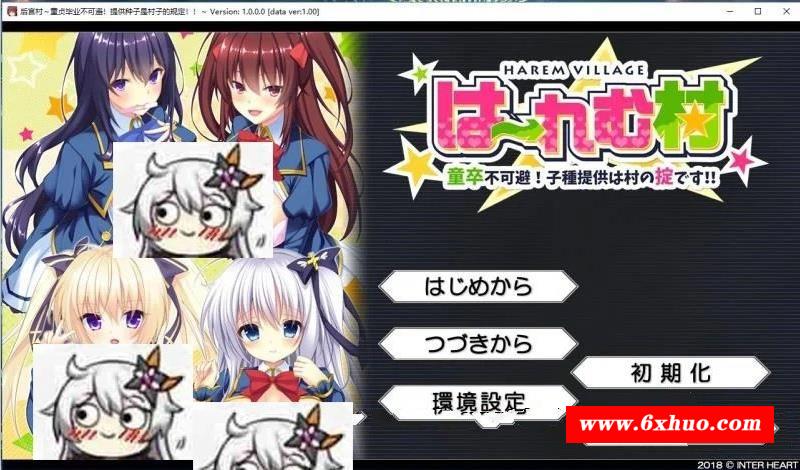 后宫村～童贞毕业不可避！提供种子是村子的规定！！ ～ Version: 1.0.0.0 [data ver:1.00]
HAREM VILLAGE
は～れむ村
童卒不可避！子種提供は村の掟です!!
はじめから
つづきから
初期化
環境設定
www.6xhuo.com
2018 © INTER HEART